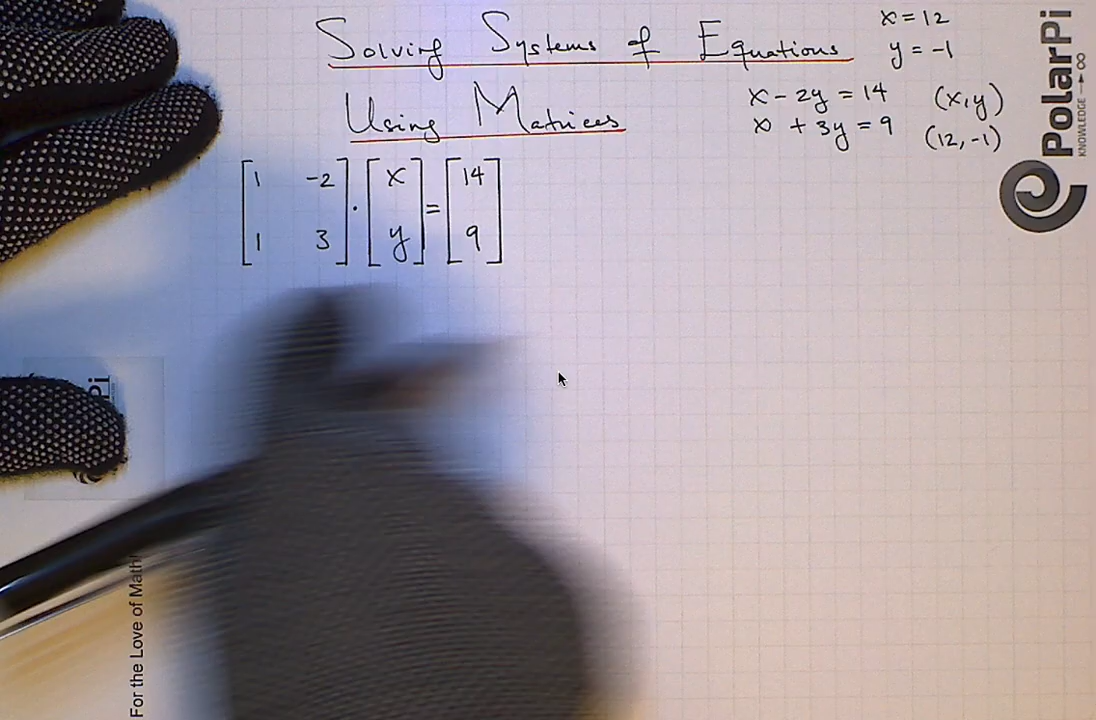 Solving Systems of Equations
Using Matrices
x = 12
y = -1
x - 2y = 14
x + 3y = 9
(x,y)
(12,-1)
[1 -2] · [x] = [14]
[1 3] [y] [9]
PolarPi
KNOWLEDGE → ∞
Pi
For the Love of Math!